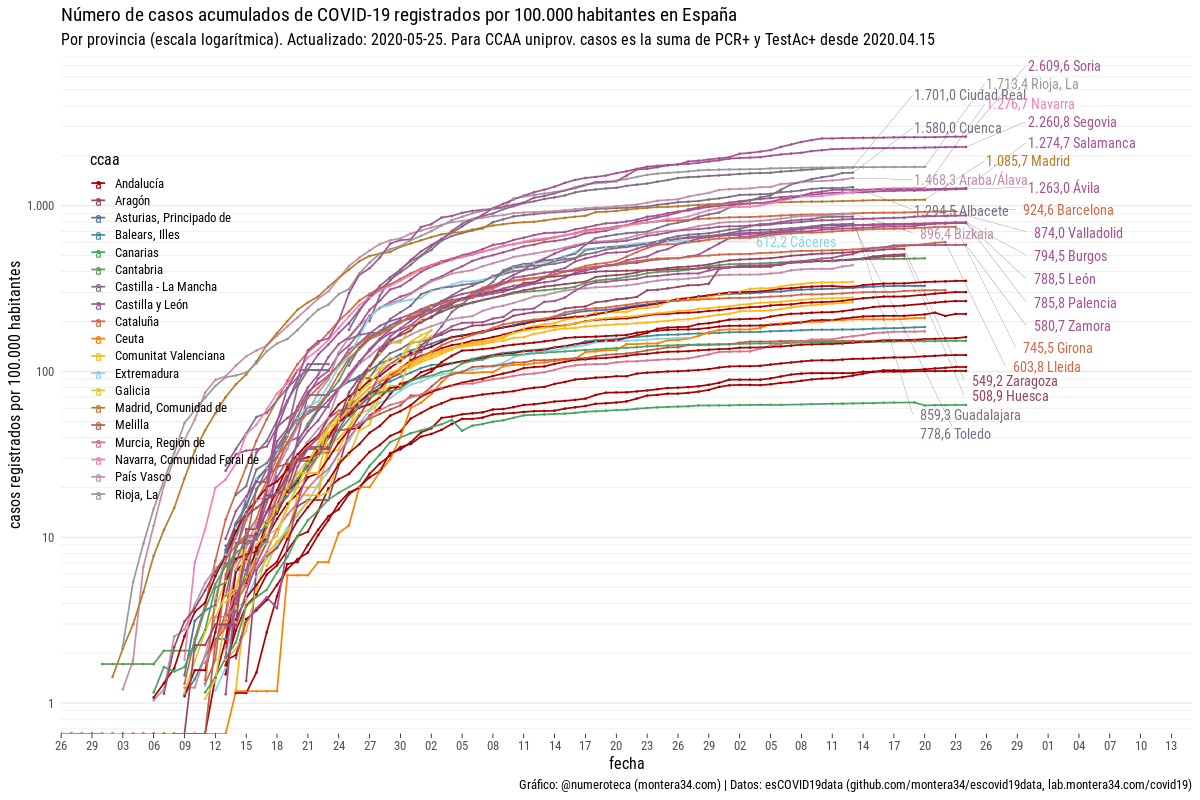 Número de casos acumulados de COVID-19 registrados por 100.000 habitantes en España
Por provincia (escala logarítmica). Actualizado: 2020-05-25. Para CCAA uniprov. casos es la suma de PCR+ y TestAc+ desde 2020.04.15
casos registrados por 100.000 habitantes
1.000
100
10
1
ccaa
Andalucía
Aragón
Asturias, Principado de
Balears, Illes
Canarias
Cantabria
Castilla - La Mancha
Castilla y León
Cataluña
Ceuta
Comunitat Valenciana
Extremadura
Galicia
Madrid, Comunidad de
Melilla
Murcia, Región de
Navarra, Comunidad Foral de
País Vasco
Rioja, La
2.609,6 Soria
1.713,4 Rioja, La
1.701,0 Ciudad Real
1.276,7 Navarra
2.260,8 Segovia
1.580,0 Cuenca
1.274,7 Salamanca
1.085,7 Madrid
1.468,3 Araba/Álava
1.263,0 Ávila
1.294,5 Albacete
924,6 Barcelona
896,4 Bizkaia
874,0 Valladolid
612,2 Cáceres
794,5 Burgos
788,5 León
785,8 Palencia
580,7 Zamora
745,5 Girona
603,8 Lleida
549,2 Zaragoza
508,9 Huesca
859,3 Guadalajara
778,6 Toledo
26 29 03 06 09 12 15 18 21 24 27 30 02 05 08 11 14 17 20 23 26 29 02 05 08 11 14 17 20 23 26 29 01 04 07 10 13
fecha
Gráfico: @numeroteca (montera34.com) | Datos: esCOVID19data (github.com/montera34/escovid19data, lab.montera34.com/covid19)